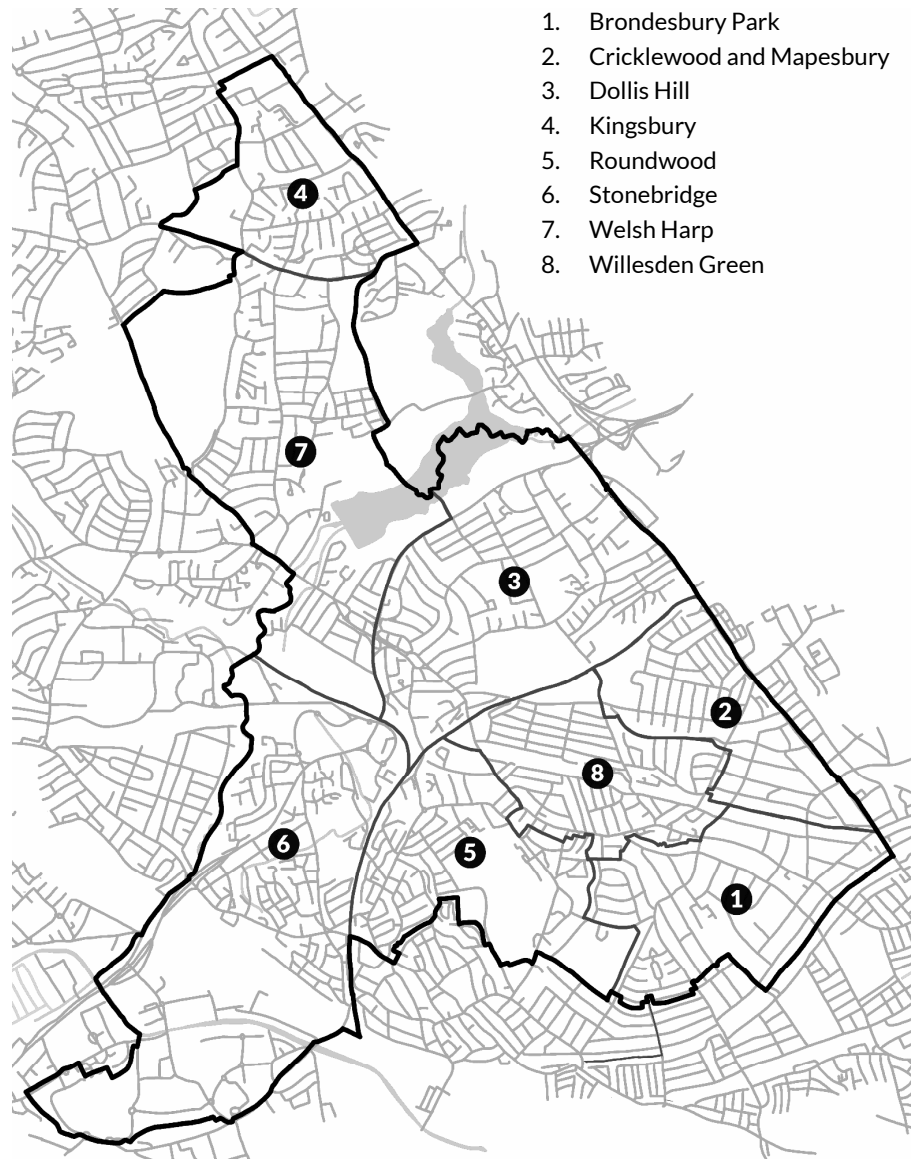 1. Brondesbury Park
2. Cricklewood and Mapesbury
3. Dollis Hill
4. Kingsbury
5. Roundwood
6. Stonebridge
7. Welsh Harp
8. Willesden Green
4
7
3
2
8
6
5
1